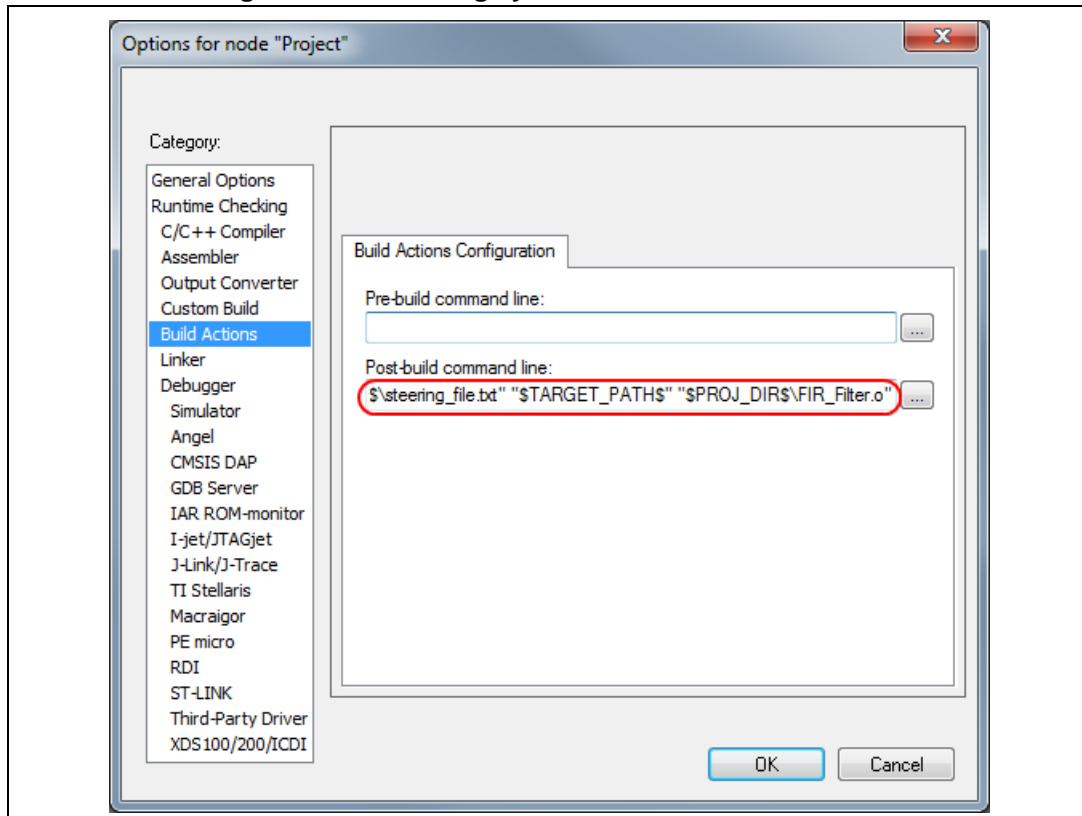 Options for node "Project"
X
Category:
General Options
Runtime Checking
C/C++ Compiler
Assembler
Output Converter
Custom Build
Build Actions
Linker
Debugger
Simulator
Angel
CMSIS DAP
GDB Server
IAR ROM-monitor
I-jet/JTAGjet
J-Link/J-Trace
TI Stellaris
Macraigor
PE micro
RDI
ST-LINK
Third-Party Driver
XDS100/200/ICDI
Build Actions Configuration
Pre-build command line:
...
Post-build command line:
$\steering_file.txt" "$TARGET_PATH$" "$PROJ_DIR$\FIR_Filter.o"
...
OK
Cancel